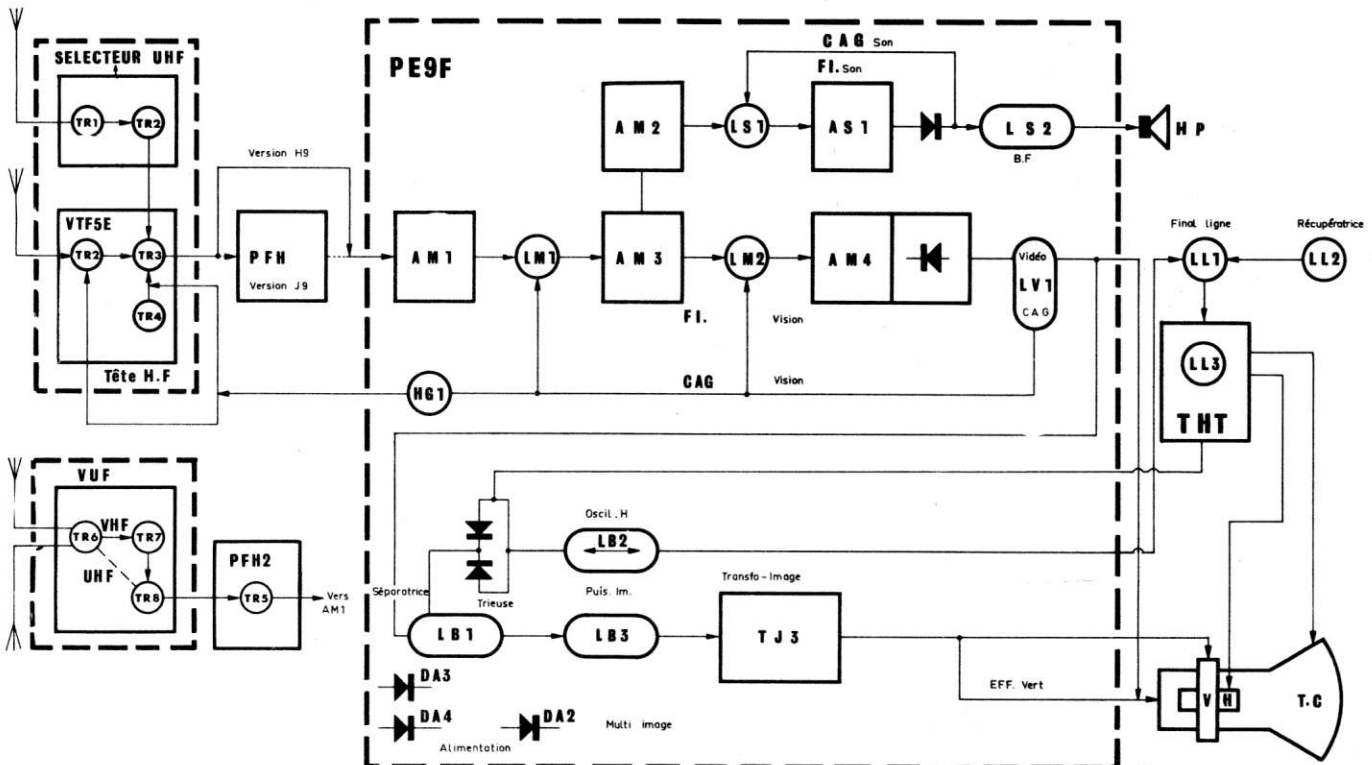 SELECTEUR UHF
TR1
TR2
VTF5E
TR2
TR3
TR4
Tête H.F
Version H9
PFH
Version J9
PE9F
CAG Son
FI. Son
AM2
LS1
AS1
LS2
B.F
HP
AM1
LM1
AM3
LM2
AM4
Vidéo
LV1
CAG
FI. Vision
HG1
CAG Vision
Final ligne
Récupératrice
LL1
LL2
LL3
THT
VUF
TR6
VHF
TR7
UHF
TR8
PFH2
TR5
Vers
AM1
Oscil. H
LB2
Séparatrice
Trieuse
Puis. Im.
Transfo-Image
LB1
LB3
TJ3
EFF. Vert
V
H
T.C
DA3
DA4
DA2
Multi image
Alimentation